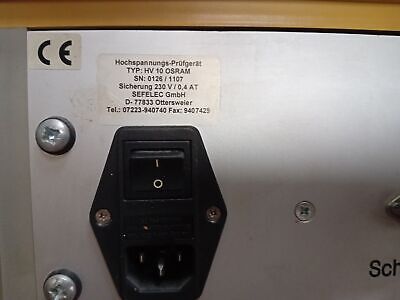 CE
Hochspannungs-Prüfgerät
TYP: HV 10 OSRAM
SN: 0126 / 1107
Sicherung 230 V / 0,4 AT
SEFELEC GmbH
D- 77833 Ottersweier
Tel.: 07223-940740 Fax: 9407429
I
O
Sch